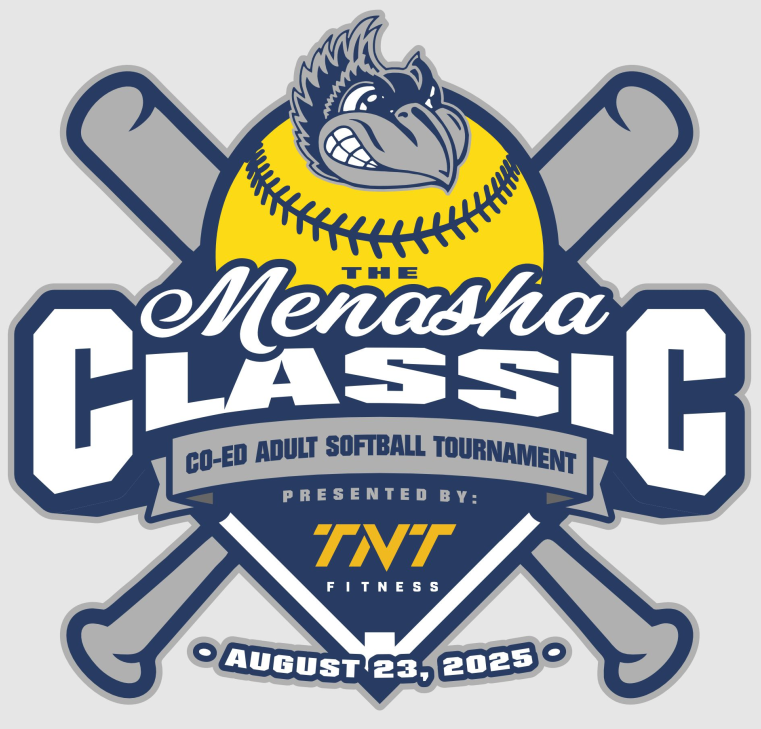 THE
Menasha
CLASSIC
CO-ED ADULT SOFTBALL TOURNAMENT
PRESENTED BY:
TNT
FITNESS
• AUGUST 23, 2025 •